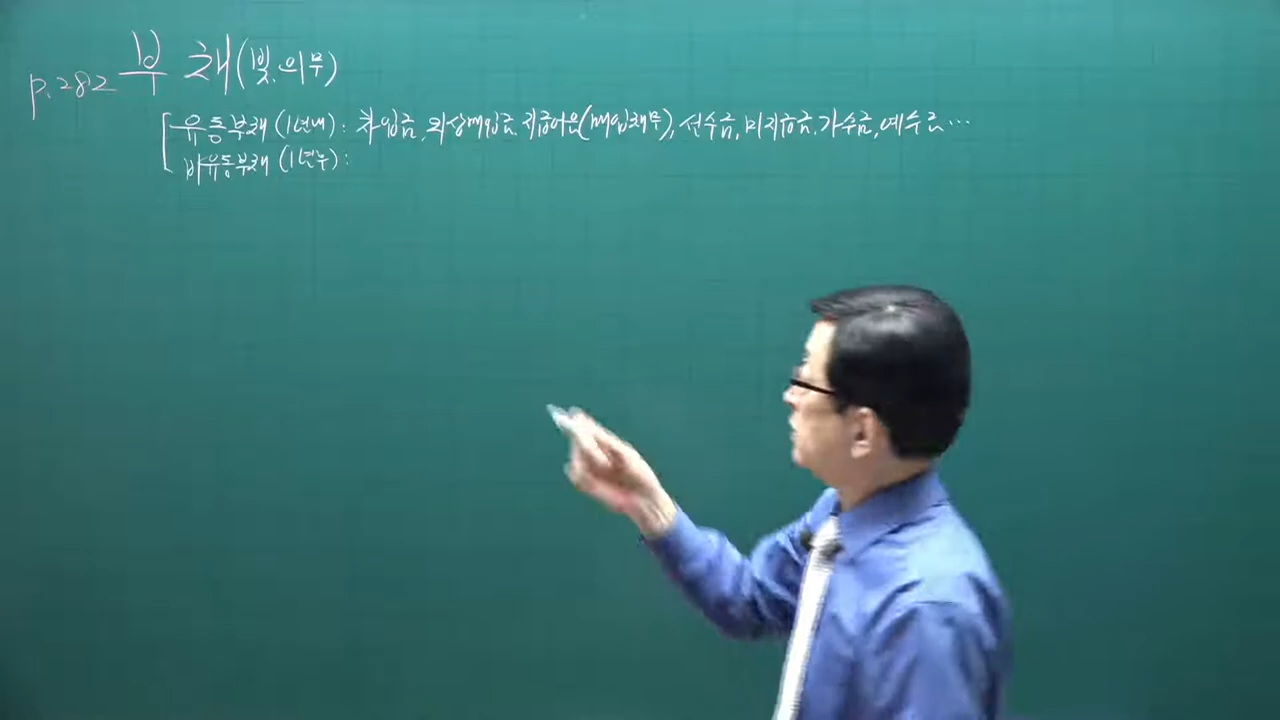 p.282 부채(빚.의무)
유동부채(1년내): 차입금, 외상매입금, 지급어음(매입채무), 선수금, 미지급금, 가수금, 예수금…
비유동부채(1년후):